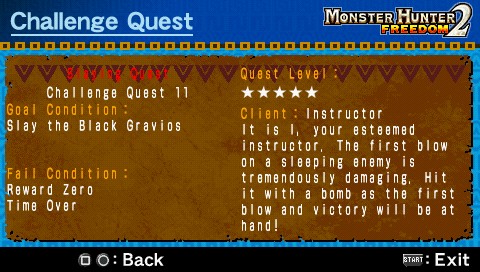 Challenge Quest
MONSTER HUNTER
FREEDOM 2
Slaying Quest
Challenge Quest 11
Goal Condition:
Slay the Black Gravios
Fail Condition:
Reward Zero
Time Over
Quest Level:
★★★★★
Client: Instructor
It is I, your esteemed
instructor. The first blow
on a sleeping enemy is
tremendously damaging. Hit
it with a bomb as the first
blow and victory will be at
hand!
□○: Back
START: Exit